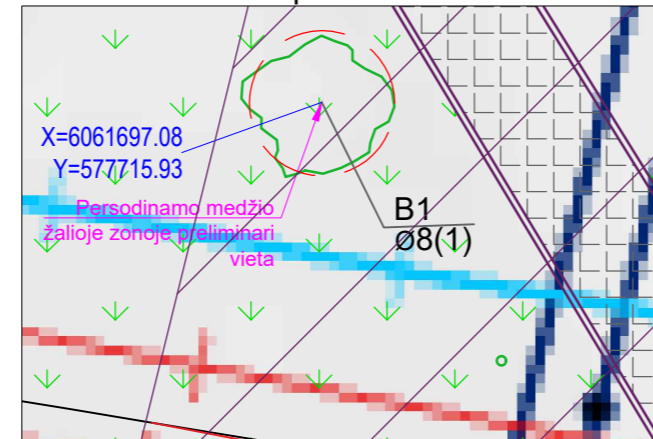 X=6061697.08
Y=577715.93
Persodinamo medžio
žalioje zonoje preliminari
vieta
B1
Ø8(1)